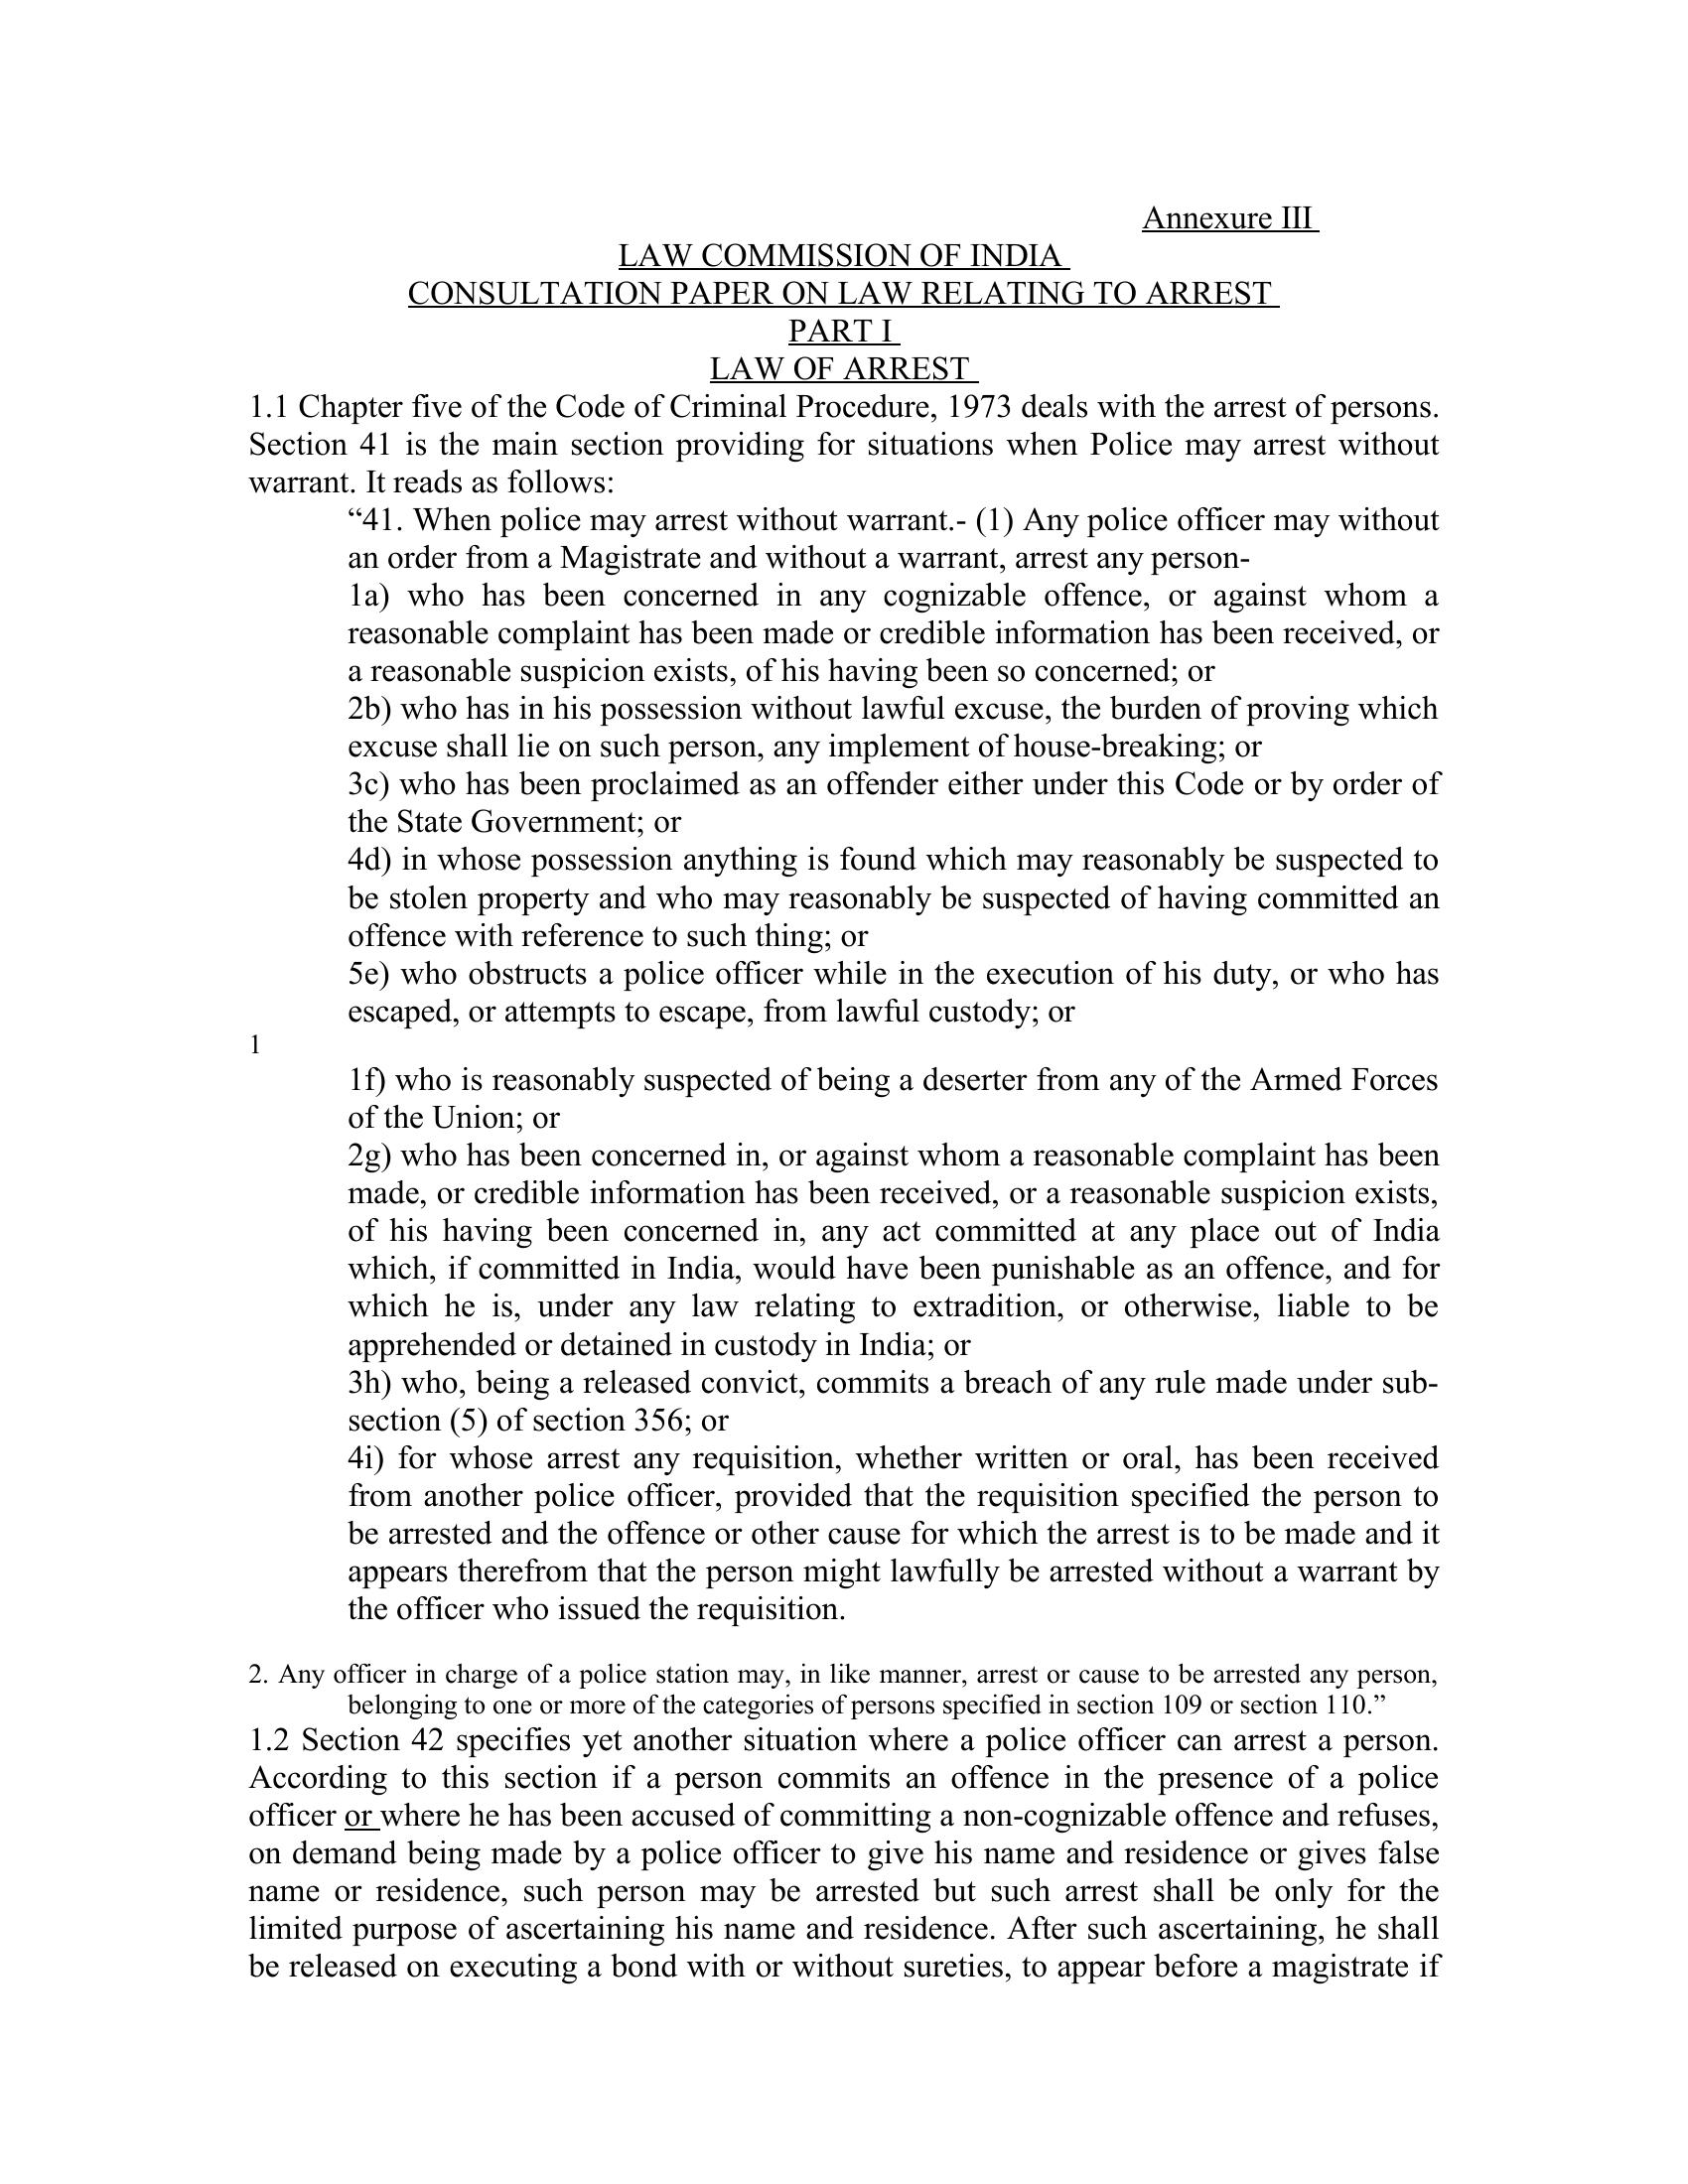 Annexure III
LAW COMMISSION OF INDIA
CONSULTATION PAPER ON LAW RELATING TO ARREST
PART I
LAW OF ARREST
1.1 Chapter five of the Code of Criminal Procedure, 1973 deals with the arrest of persons.
Section 41 is the main section providing for situations when Police may arrest without
warrant. It reads as follows:
“41. When police may arrest without warrant.- (1) Any police officer may without
an order from a Magistrate and without a warrant, arrest any person-
1a) who has been concerned in any cognizable offence, or against whom a
reasonable complaint has been made or credible information has been received, or
a reasonable suspicion exists, of his having been so concerned; or
2b) who has in his possession without lawful excuse, the burden of proving which
excuse shall lie on such person, any implement of house-breaking; or
3c) who has been proclaimed as an offender either under this Code or by order of
the State Government; or
4d) in whose possession anything is found which may reasonably be suspected to
be stolen property and who may reasonably be suspected of having committed an
offence with reference to such thing; or
5e) who obstructs a police officer while in the execution of his duty, or who has
escaped, or attempts to escape, from lawful custody; or
1
1f) who is reasonably suspected of being a deserter from any of the Armed Forces
of the Union; or
2g) who has been concerned in, or against whom a reasonable complaint has been
made, or credible information has been received, or a reasonable suspicion exists,
of his having been concerned in, any act committed at any place out of India
which, if committed in India, would have been punishable as an offence, and for
which he is, under any law relating to extradition, or otherwise, liable to be
apprehended or detained in custody in India; or
3h) who, being a released convict, commits a breach of any rule made under sub-
section (5) of section 356; or
4i) for whose arrest any requisition, whether written or oral, has been received
from another police officer, provided that the requisition specified the person to
be arrested and the offence or other cause for which the arrest is to be made and it
appears therefrom that the person might lawfully be arrested without a warrant by
the officer who issued the requisition.
2. Any officer in charge of a police station may, in like manner, arrest or cause to be arrested any person,
belonging to one or more of the categories of persons specified in section 109 or section 110.”
1.2 Section 42 specifies yet another situation where a police officer can arrest a person.
According to this section if a person commits an offence in the presence of a police
officer or where he has been accused of committing a non-cognizable offence and refuses,
on demand being made by a police officer to give his name and residence or gives false
name or residence, such person may be arrested but such arrest shall be only for the
limited purpose of ascertaining his name and residence. After such ascertaining, he shall
be released on executing a bond with or without sureties, to appear before a magistrate if